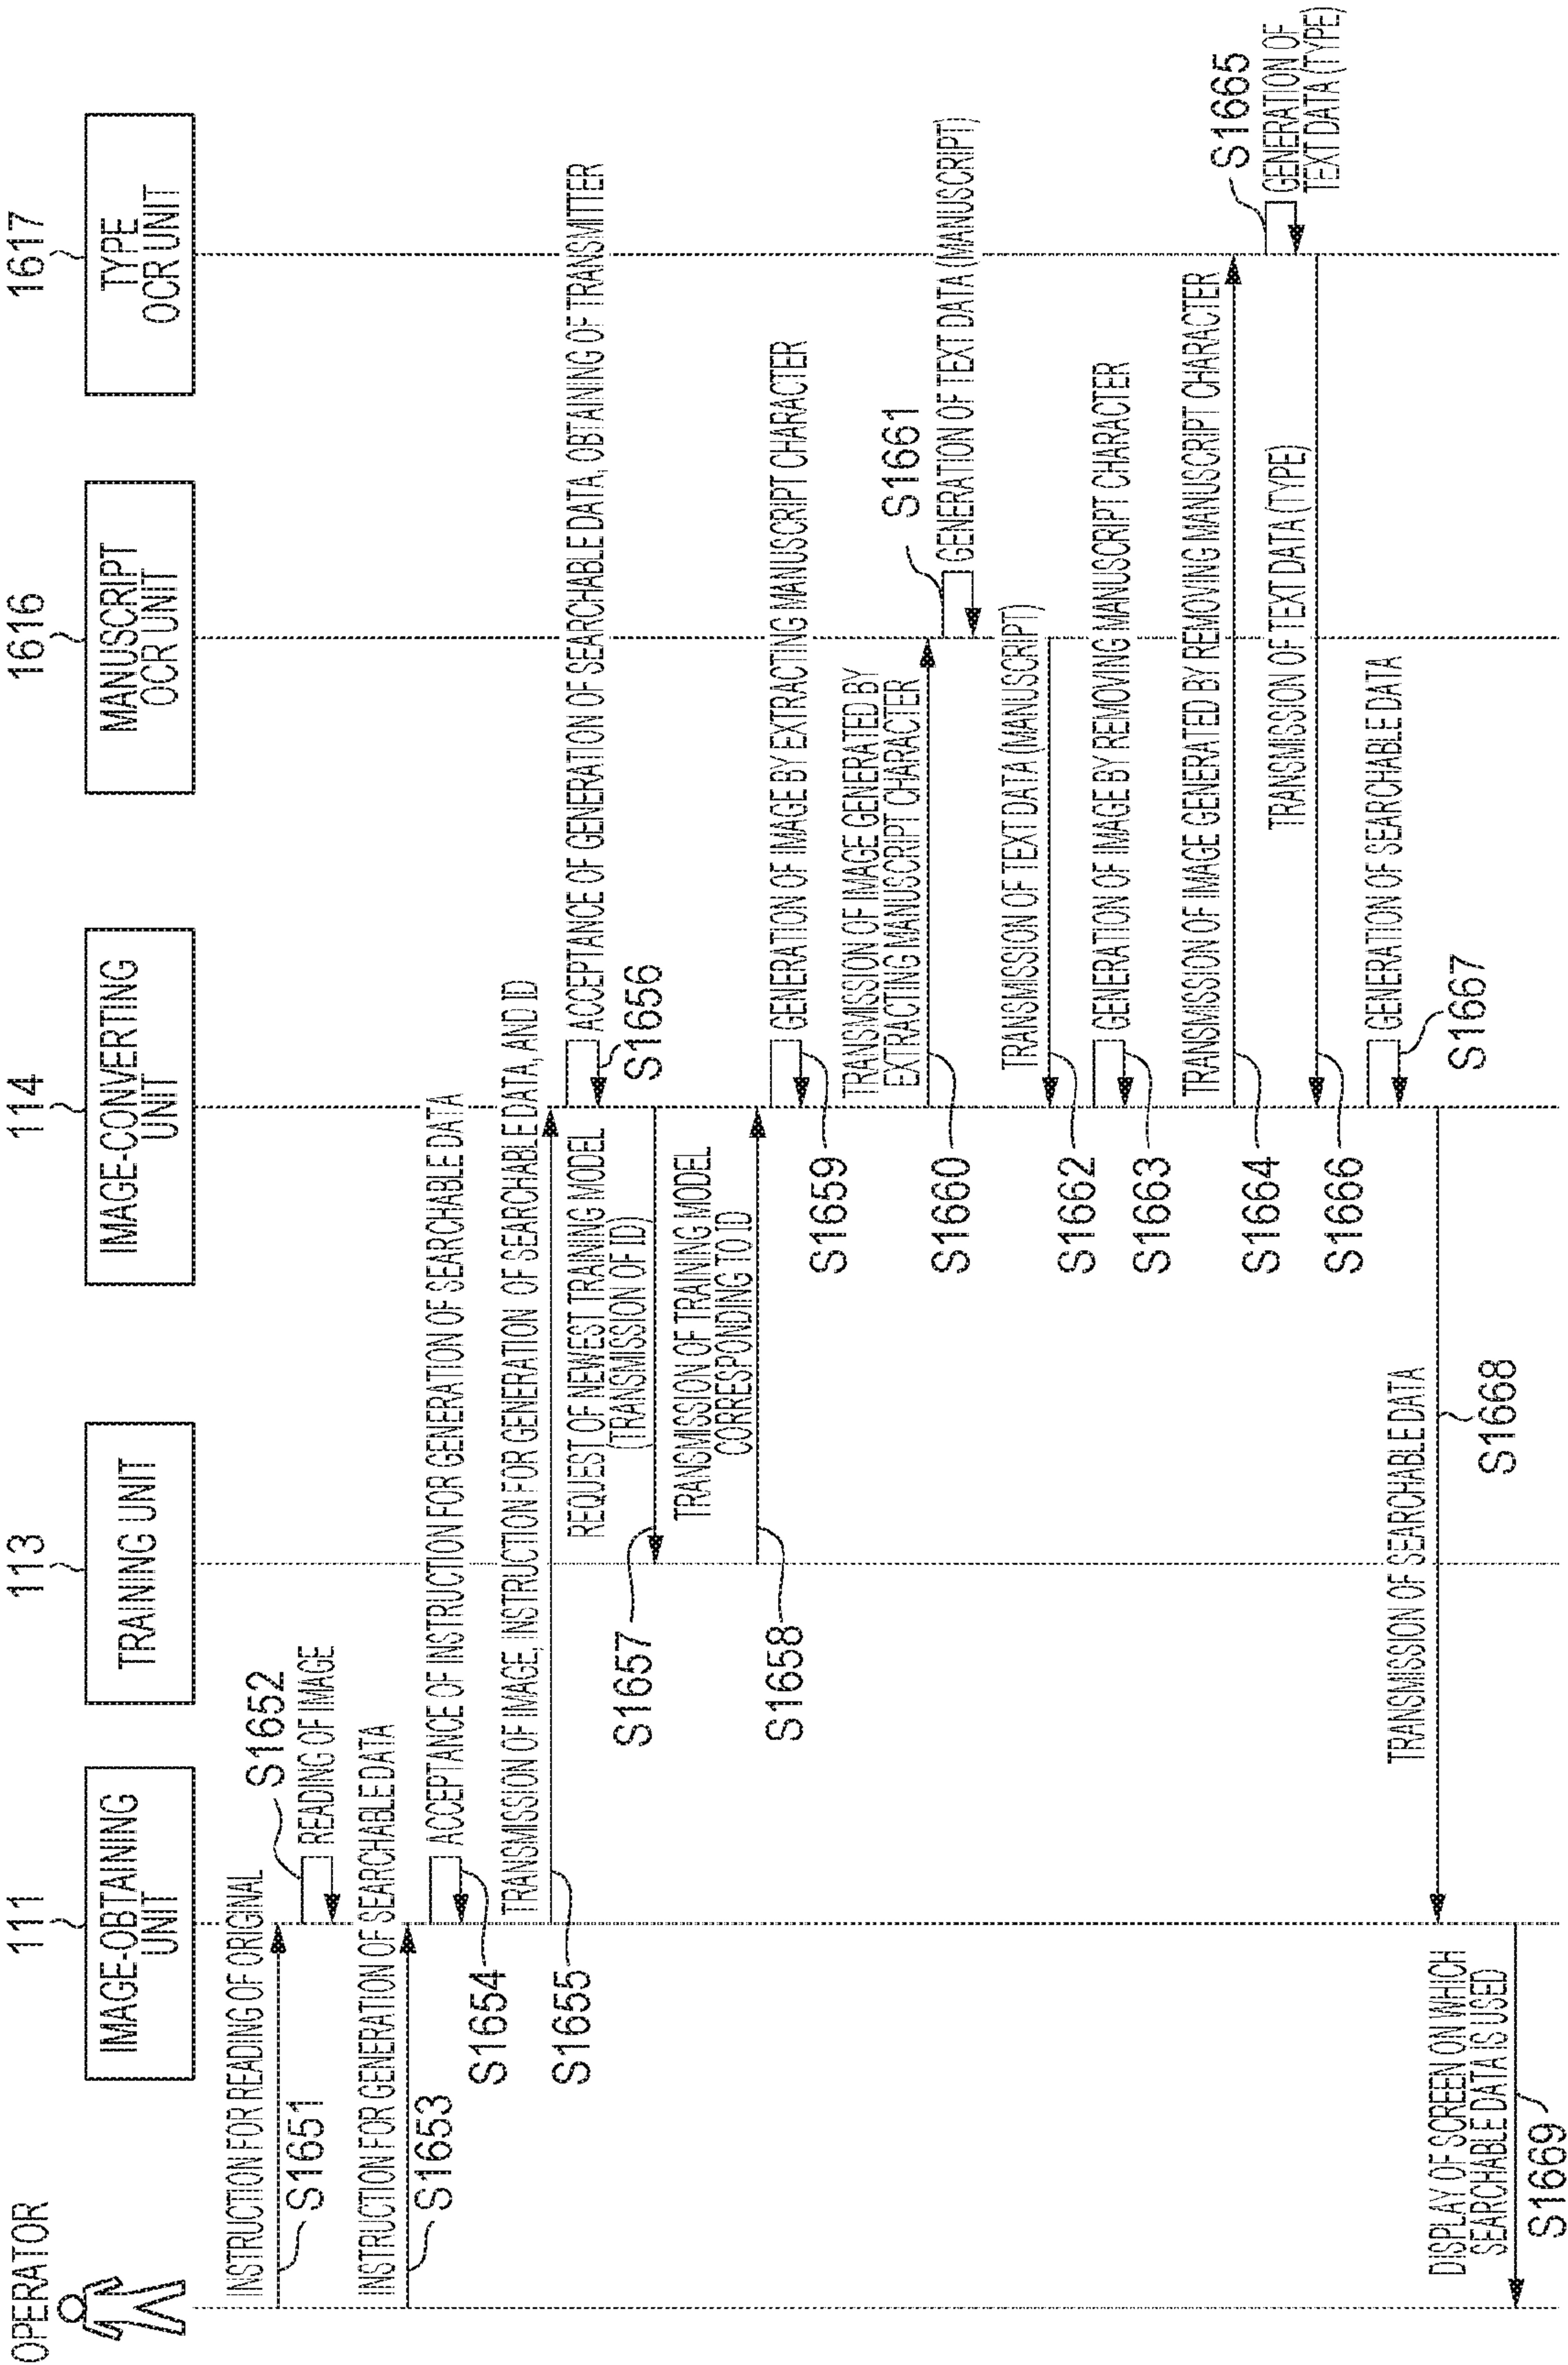 OPERATOR
111
IMAGE-OBTAINING
UNIT
113
TRAINING UNIT
114
IMAGE-CONVERTING
UNIT
1616
MANUSCRIPT
OCR UNIT
1617
TYPE
OCR UNIT
INSTRUCTION FOR READING OF ORIGINAL
S1651
S1652
READING OF IMAGE
INSTRUCTION FOR GENERATION OF SEARCHABLE DATA
S1653
ACCEPTANCE OF INSTRUCTION FOR GENERATION OF SEARCHABLE DATA
S1654
TRANSMISSION OF IMAGE, INSTRUCTION FOR GENERATION OF SEARCHABLE DATA, AND ID
S1655
ACCEPTANCE OF GENERATION OF SEARCHABLE DATA, OBTAINING OF TRANSMITTER
S1656
REQUEST OF NEWEST TRAINING MODEL
(TRANSMISSION OF ID)
S1657
TRANSMISSION OF TRAINING MODEL
CORRESPONDING TO ID
S1658
GENERATION OF IMAGE BY EXTRACTING MANUSCRIPT CHARACTER
S1659
TRANSMISSION OF IMAGE GENERATED BY
EXTRACTING MANUSCRIPT CHARACTER
S1660
S1661
GENERATION OF TEXT DATA (MANUSCRIPT)
TRANSMISSION OF TEXT DATA (MANUSCRIPT)
S1662
GENERATION OF IMAGE BY REMOVING MANUSCRIPT CHARACTER
S1663
TRANSMISSION OF IMAGE GENERATED BY REMOVING MANUSCRIPT CHARACTER
S1664
S1665
GENERATION OF
TEXT DATA (TYPE)
TRANSMISSION OF TEXT DATA (TYPE)
S1666
GENERATION OF SEARCHABLE DATA
S1667
TRANSMISSION OF SEARCHABLE DATA
S1668
DISPLAY OF SCREEN ON WHICH
SEARCHABLE DATA IS USED
S1669